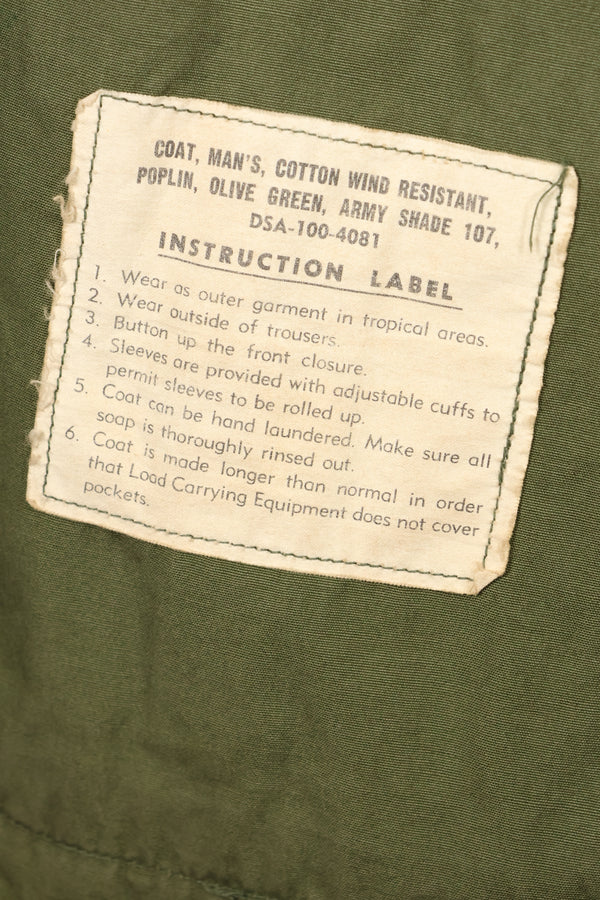 COAT, MAN'S, COTTON WIND RESISTANT,
POPLIN, OLIVE GREEN, ARMY SHADE 107,
DSA-100-4081
INSTRUCTION LABEL
1. Wear as outer garment in tropical areas.
2. Wear outside of trousers.
3. Button up the front closure.
4. Sleeves are provided with adjustable cuffs to
permit sleeves to be rolled up.
5. Coat can be hand laundered. Make sure all
soap is thoroughly rinsed out.
6. Coat is made longer than normal in order
that Load Carrying Equipment does not cover
pockets.